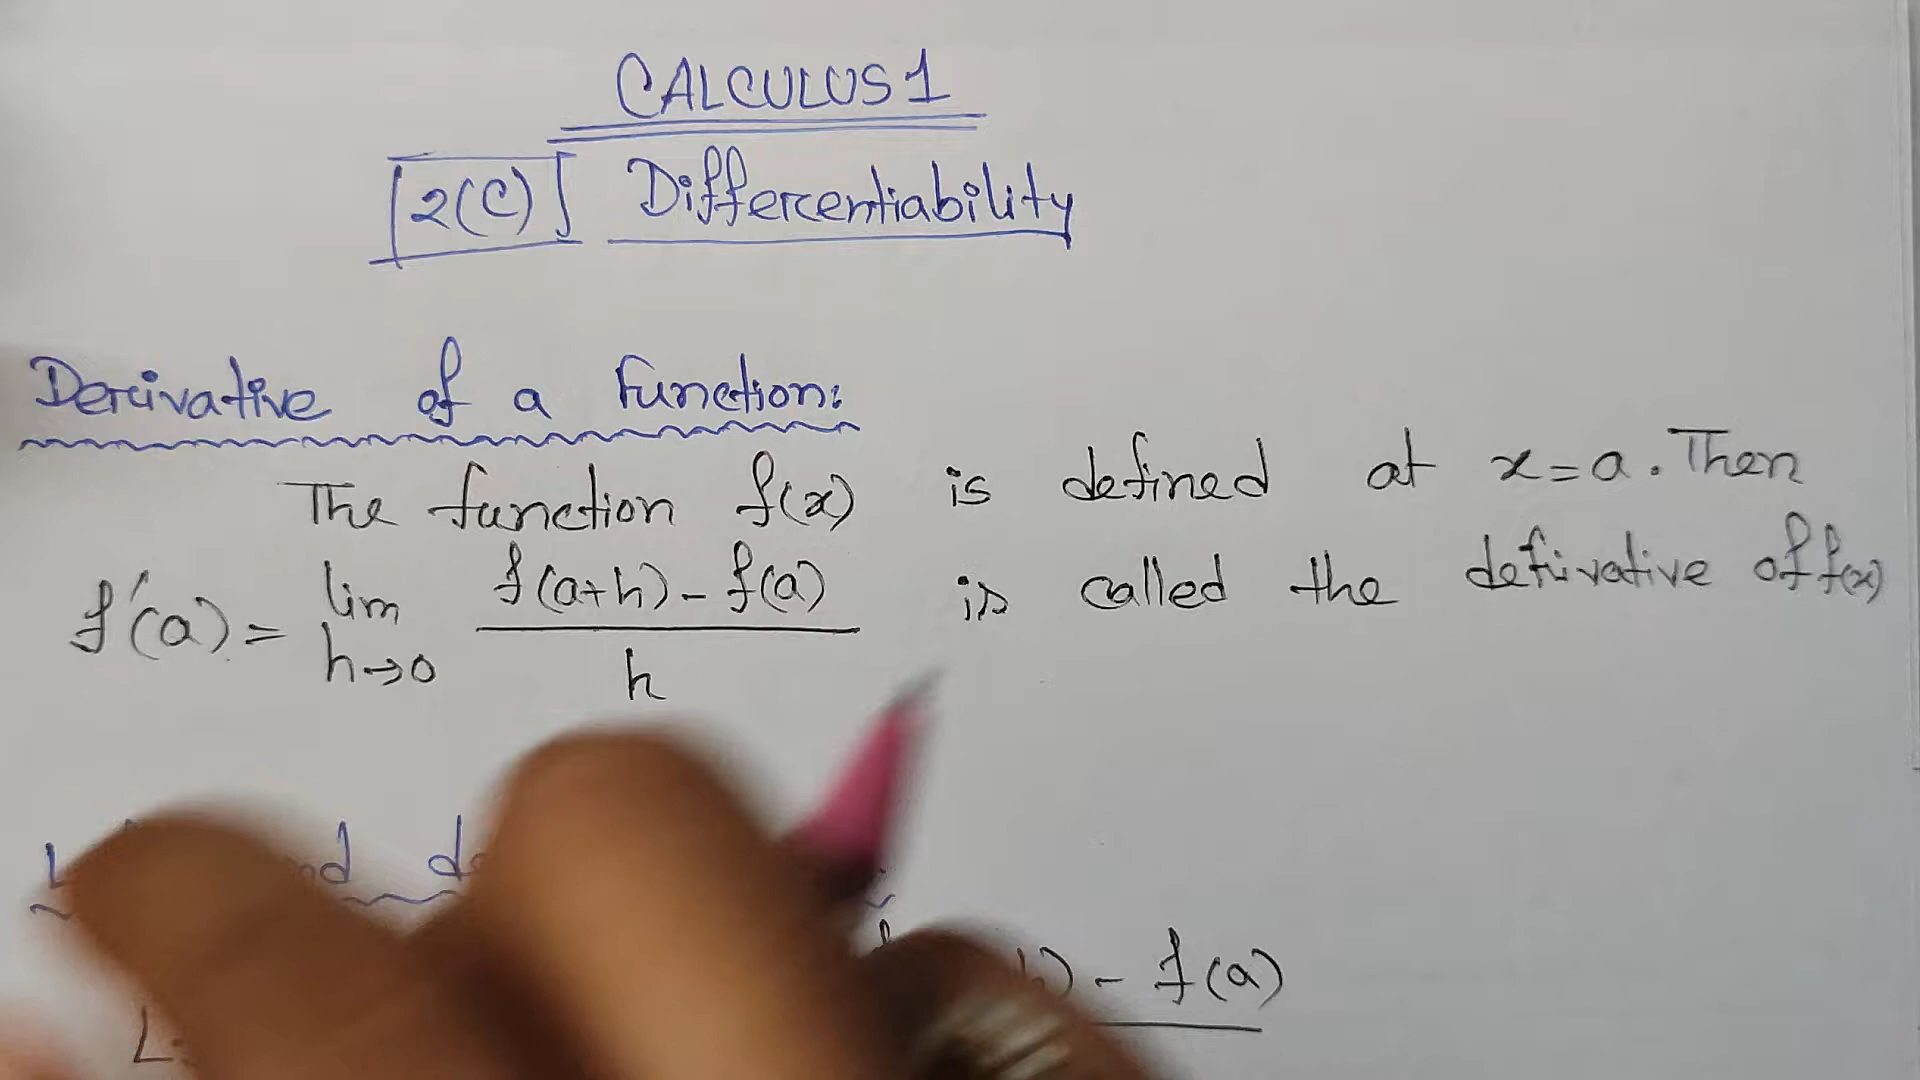 CALCULUS 1
2(C) Differentiability
Derivative of a Function:
The function f(x) is defined at x=a. Then
f'(a) = lim h→0 f(a+h) - f(a) / h is called the derivative of f(x)
- f(a)